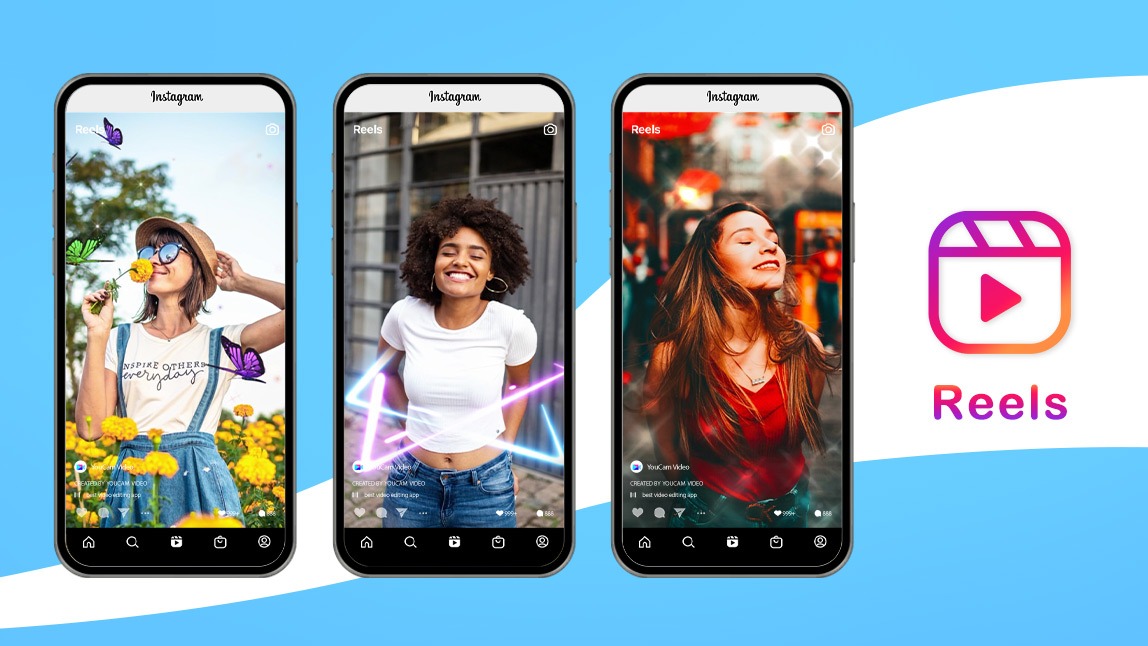 Instagram
Reels
INSPIRE OTHERS
everyday
YouCam Video
CREATED BY YOUCAM VIDEO
best video editing app
999+ 888
Instagram
Reels
YouCam Video
CREATED BY YOUCAM VIDEO
best video editing app
999+ 888
Instagram
Reels
YouCam Video
CREATED BY YOUCAM VIDEO
best video editing app
999+ 888
Reels